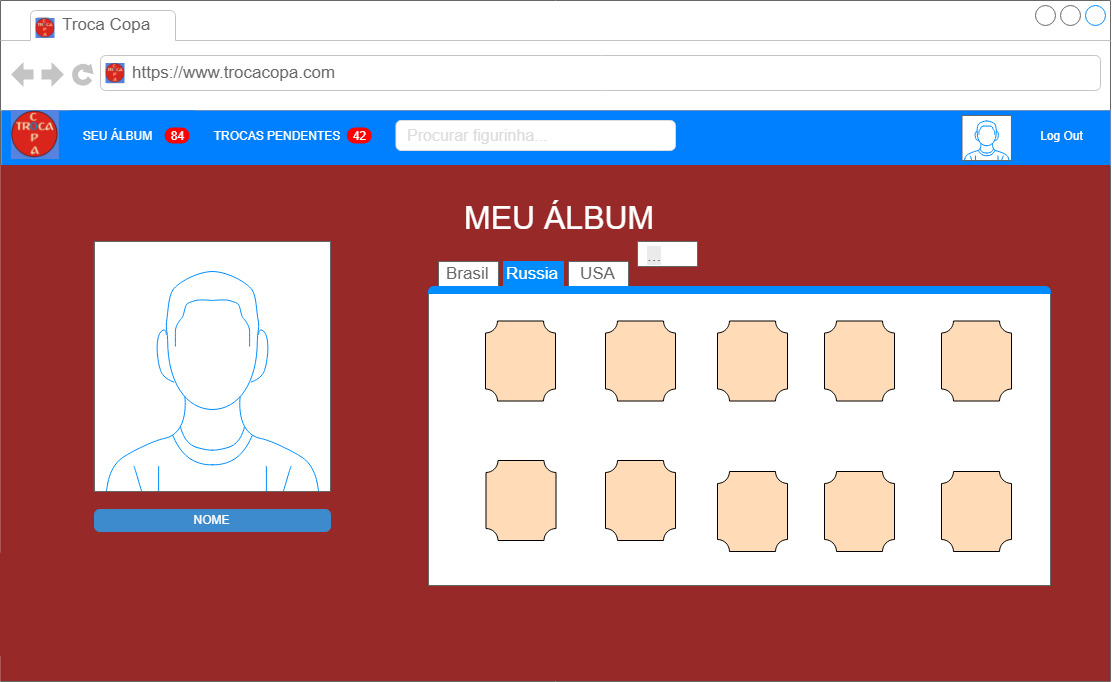 Troca Copa
https://www.trocacopa.com
C
TROCA
P
A
SEU ÁLBUM 84
TROCAS PENDENTES 42
Procurar figurinha...
Log Out
MEU ÁLBUM
Brasil
Russia
USA
...
NOME